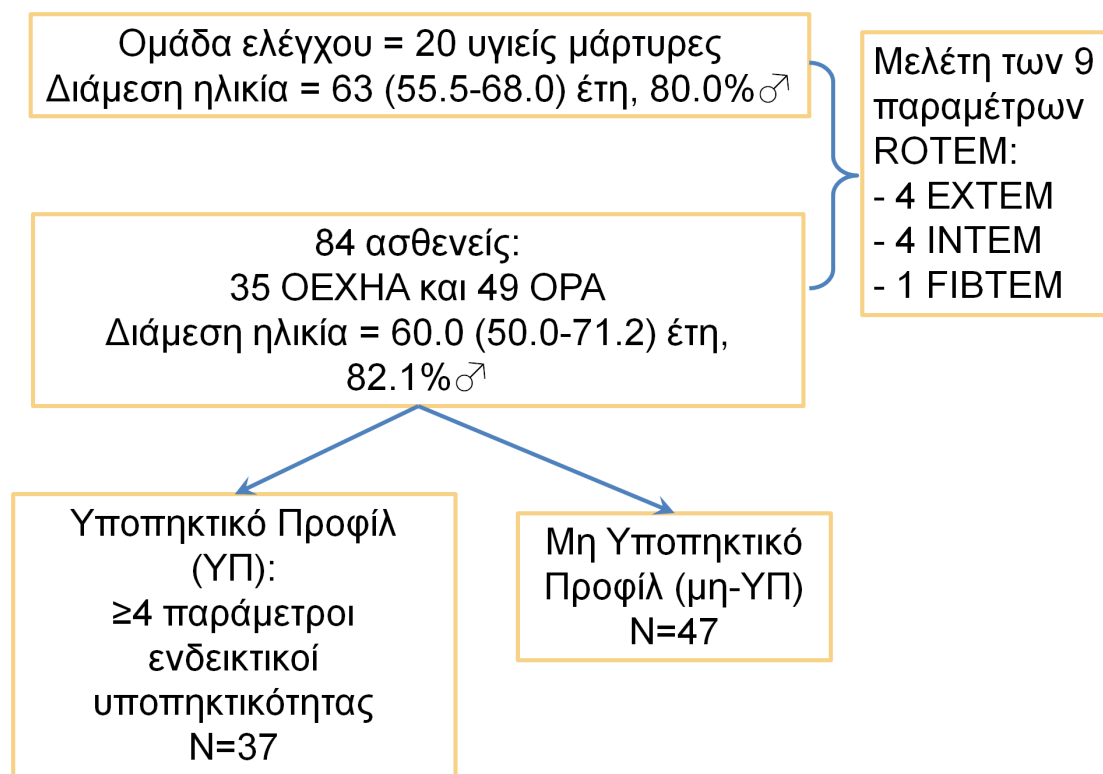 Ομάδα ελέγχου = 20 υγιείς μάρτυρες
Διάμεση ηλικία = 63 (55.5-68.0) έτη, 80.0%♂
Μελέτη των 9
παραμέτρων
ROTEM:
- 4 EXTEM
- 4 INTEM
- 1 FIBTEM
84 ασθενείς:
35 ΟΕΧΗΑ και 49 ΟΡΑ
Διάμεση ηλικία = 60.0 (50.0-71.2) έτη,
82.1%♂
Υποπηκτικό Προφίλ
(ΥΠ):
≥4 παράμετροι
ενδεικτικοί
υποπηκτικότητας
Ν=37
Μη Υποπηκτικό
Προφίλ (μη-ΥΠ)
Ν=47